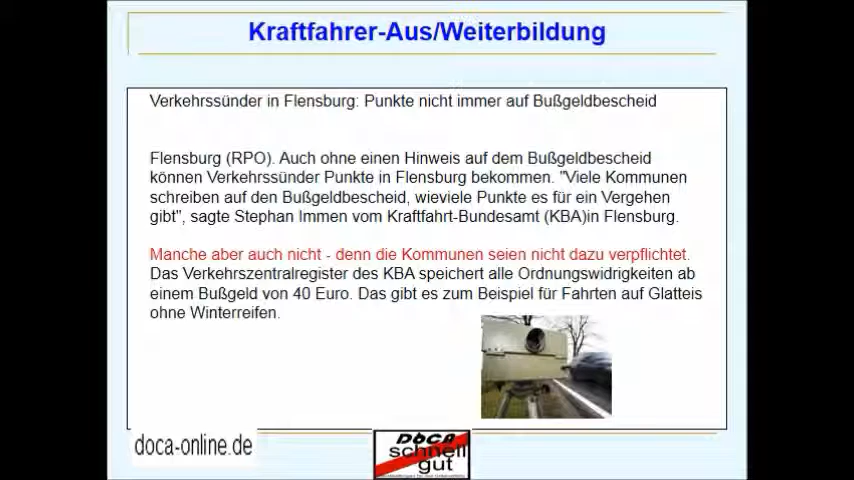 Kraftfahrer-Aus/Weiterbildung
Verkehrssünder in Flensburg: Punkte nicht immer auf Bußgeldbescheid
Flensburg (RPO). Auch ohne einen Hinweis auf dem Bußgeldbescheid
können Verkehrssünder Punkte in Flensburg bekommen. "Viele Kommunen
schreiben auf den Bußgeldbescheid, wieviele Punkte es für ein Vergehen
gibt", sagte Stephan Immen vom Kraftfahrt-Bundesamt (KBA)in Flensburg.
Manche aber auch nicht - denn die Kommunen seien nicht dazu verpflichtet.
Das Verkehrszentralregister des KBA speichert alle Ordnungswidrigkeiten ab
einem Bußgeld von 40 Euro. Das gibt es zum Beispiel für Fahrten auf Glatteis
ohne Winterreifen.
doca-online.de
DoCA
schnell
gut